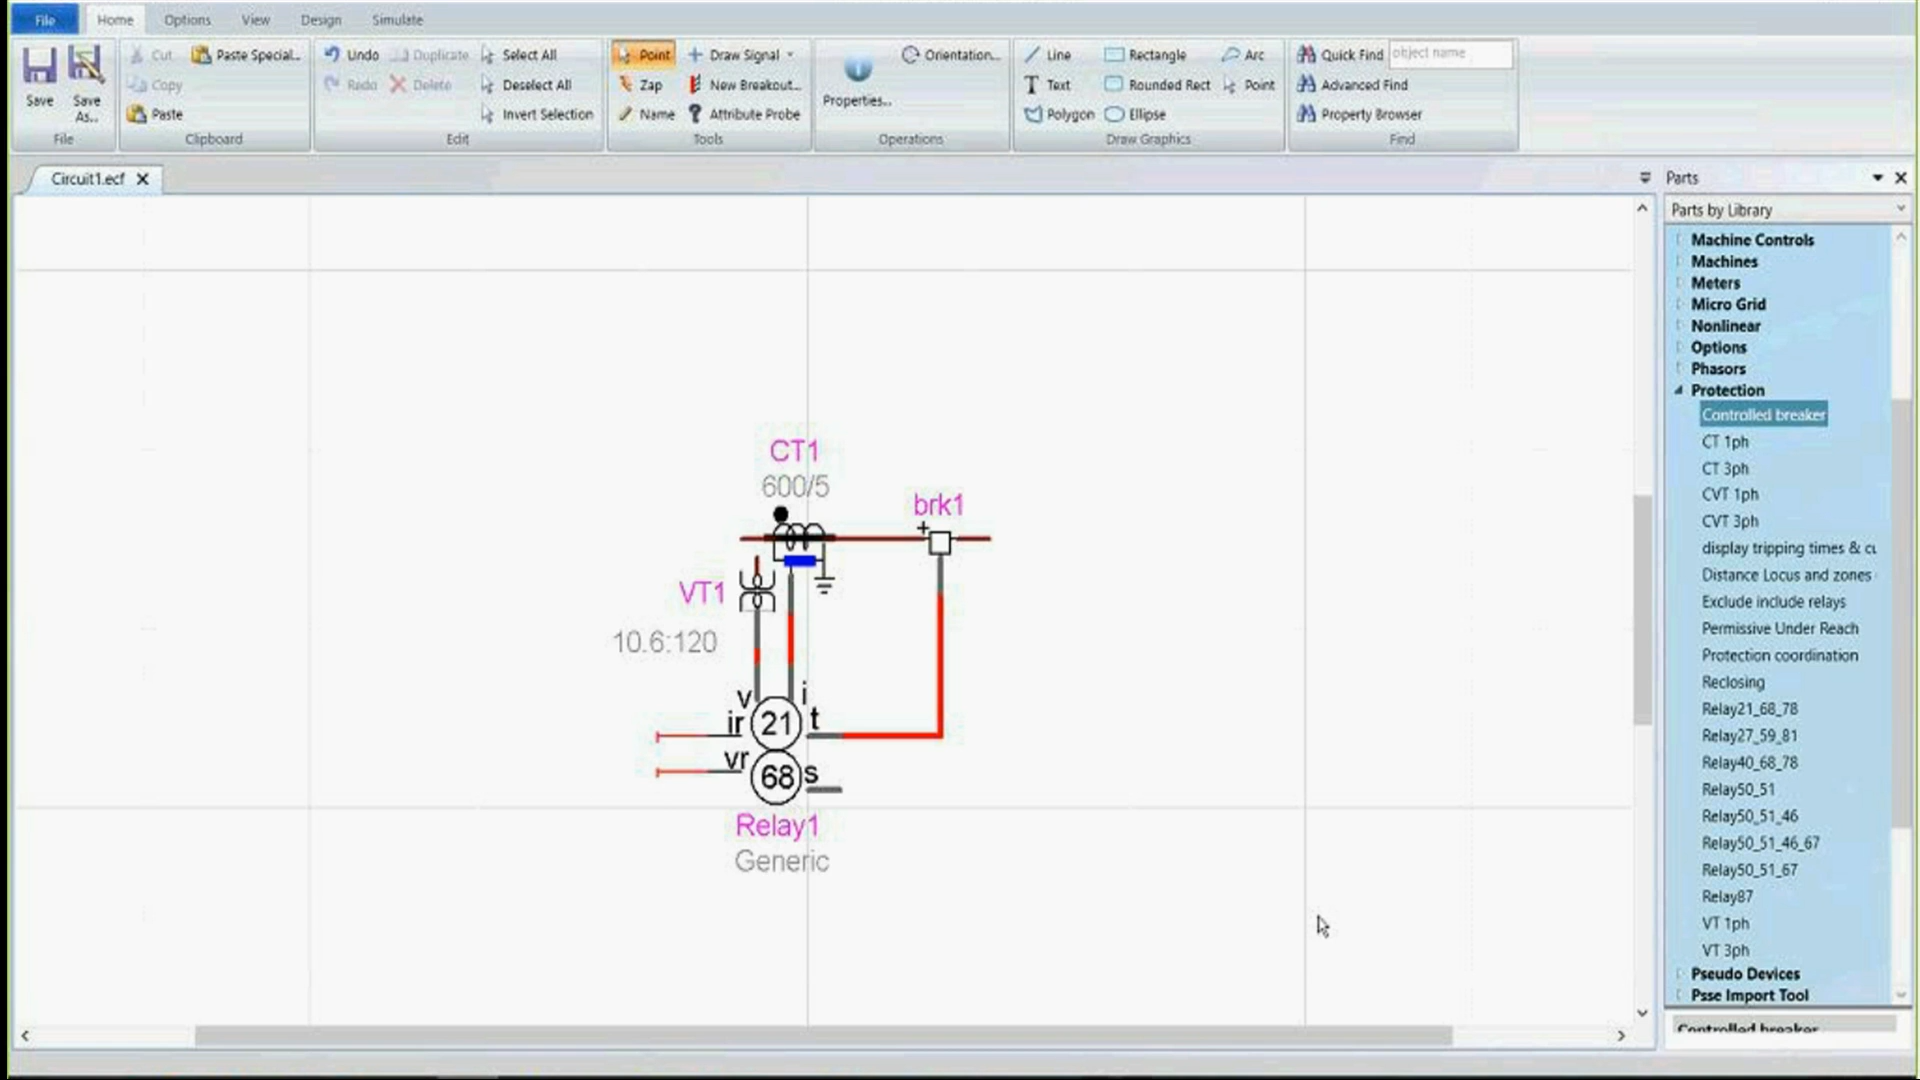 File Home Options View Design Simulate
Cut Paste Special... Undo Duplicate Select All Point Draw Signal Orientation... Line Rectangle Arc Quick Find object name
Copy Redo Delete Deselect All Zap New Breakout... Text Rounded Rect Point Advanced Find
Save Save As... Paste Invert Selection Name Attribute Probe Properties... Polygon Ellipse Property Browser
File Clipboard Edit Tools Operations Draw Graphics Find
Circuit1.ecf
Parts
Parts by Library
Machine Controls
Machines
Meters
Micro Grid
Nonlinear
Options
Phasors
Protection
Controlled breaker
CT 1ph
CT 3ph
CVT 1ph
CVT 3ph
display tripping times & cu
Distance Locus and zones
Exclude include relays
Permissive Under Reach
Protection coordination
Reclosing
Relay21_68_78
Relay27_59_81
Relay40_68_78
Relay50_51
Relay50_51_46
Relay50_51_46_67
Relay50_51_67
Relay87
VT 1ph
VT 3ph
Pseudo Devices
Psse Import Tool
Controlled breaker
CT1
600/5
brk1
+
VT1
10.6:120
v i
ir 21 t
vr 68 s
Relay1
Generic